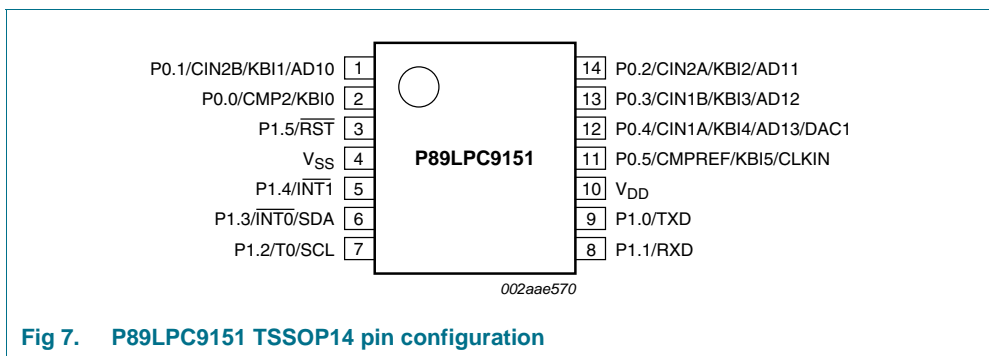 P0.1/CIN2B/KBI1/AD10 1
P0.0/CMP2/KBI0 2
P1.5/RST 3
VSS 4
P1.4/INT1 5
P1.3/INT0/SDA 6
P1.2/T0/SCL 7
P89LPC9151
14 P0.2/CIN2A/KBI2/AD11
13 P0.3/CIN1B/KBI3/AD12
12 P0.4/CIN1A/KBI4/AD13/DAC1
11 P0.5/CMPREF/KBI5/CLKIN
10 VDD
9 P1.0/TXD
8 P1.1/RXD
002aae570
Fig 7. P89LPC9151 TSSOP14 pin configuration